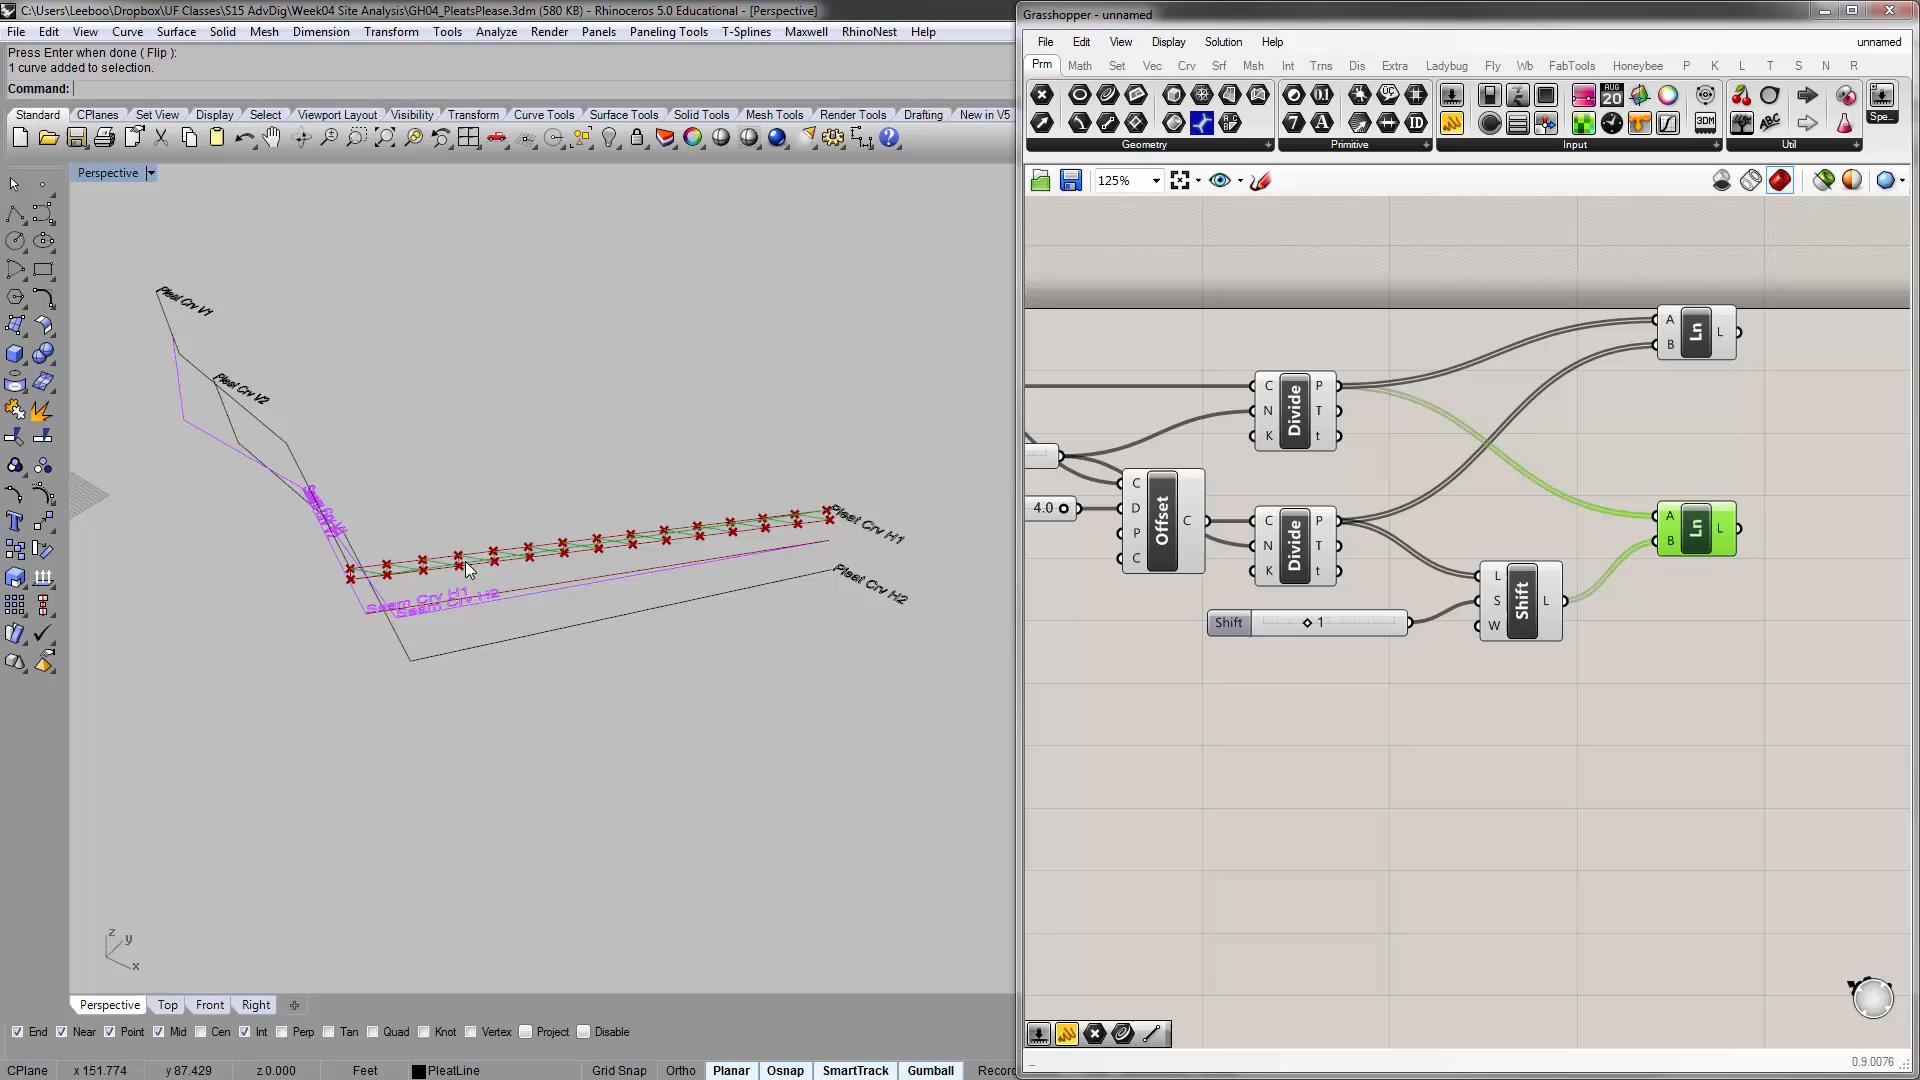 C:\Users\Leeboo\Dropbox\UF Classes\S15 AdvDig\Week04 Site Analysis\GH04_PleatsPlease.3dm (580 KB) - Rhinoceros 5.0 Educational - [Perspective]
File Edit View Curve Surface Solid Mesh Dimension Transform Tools Analyze Render Panels Paneling Tools T-Splines Maxwell RhinoNest Help
Press Enter when done ( Flip ):
1 curve added to selection.
Command:
Standard CPlanes Set View Display Select Viewport Layout Visibility Transform Curve Tools Surface Tools Solid Tools Mesh Tools Render Tools Drafting New in V5
Perspective
Pleat Crv V1
Pleat Crv V2
Pleat Crv H1
Pleat Crv H2
Seam Crv H1
Seam Crv H2
z
y
x
Perspective Top Front Right
End Near Point Mid Cen Int Perp Tan Quad Knot Vertex Project Disable
CPlane x 151.774 y 87.429 z 0.000 Feet PleatLine Grid Snap Ortho Planar Osnap SmartTrack Gumball Record
Grasshopper - unnamed
File Edit View Display Solution Help unnamed
Prm Math Set Vec Crv Srf Msh Int Trns Dis Extra Ladybug Fly Wb FabTools Honeybee P K L T S N R
Geometry Primitive Input Util
Spe...
125%
A
B
Ln
L
C
N
K
Divide
P
T
t
4.0
C
D
P
C
Offset
C
C
N
K
Divide
P
T
t
A
B
Ln
L
L
S
W
Shift
L
Shift 1
0.9.0076